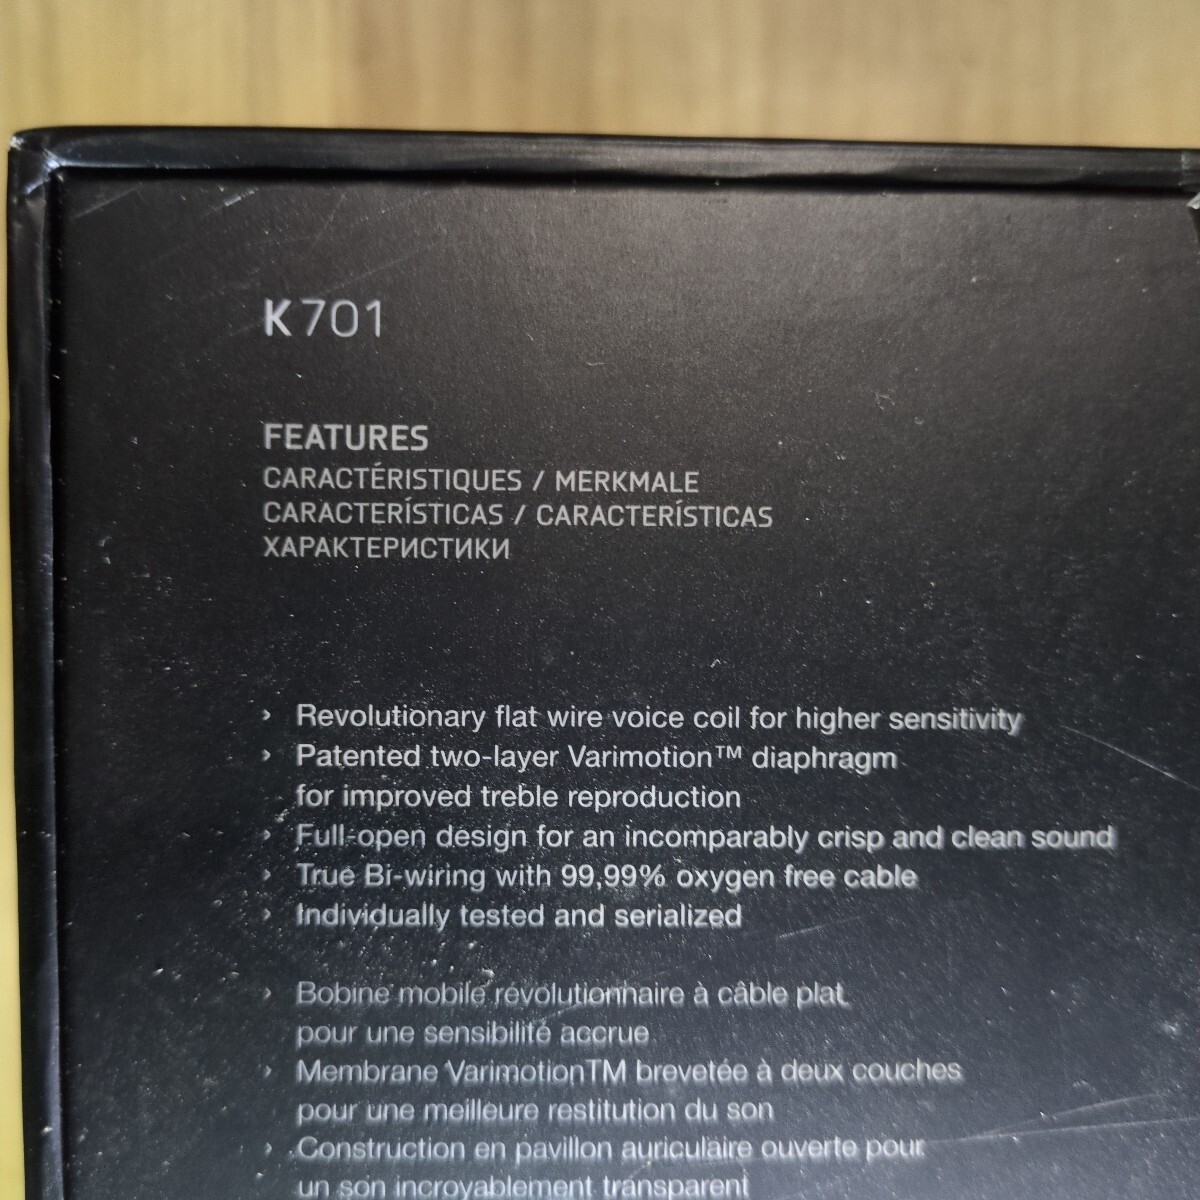 K701
FEATURES
CARACTÉRISTIQUES / MERKMALE
CARACTERÍSTICAS / CARACTERÍSTICAS
ХАРАКТЕРИСТИКИ
› Revolutionary flat wire voice coil for higher sensitivity
› Patented two-layer Varimotion™ diaphragm
for improved treble reproduction
› Full-open design for an incomparably crisp and clean sound
› True Bi-wiring with 99,99% oxygen free cable
› Individually tested and serialized
› Bobine mobile révolutionnaire à câble plat
pour une sensibilité accrue
› Membrane VarimotionTM brevetée à deux couches
pour une meilleure restitution du son
› Construction en pavillon auriculaire ouverte pour
un son incroyablement transparent